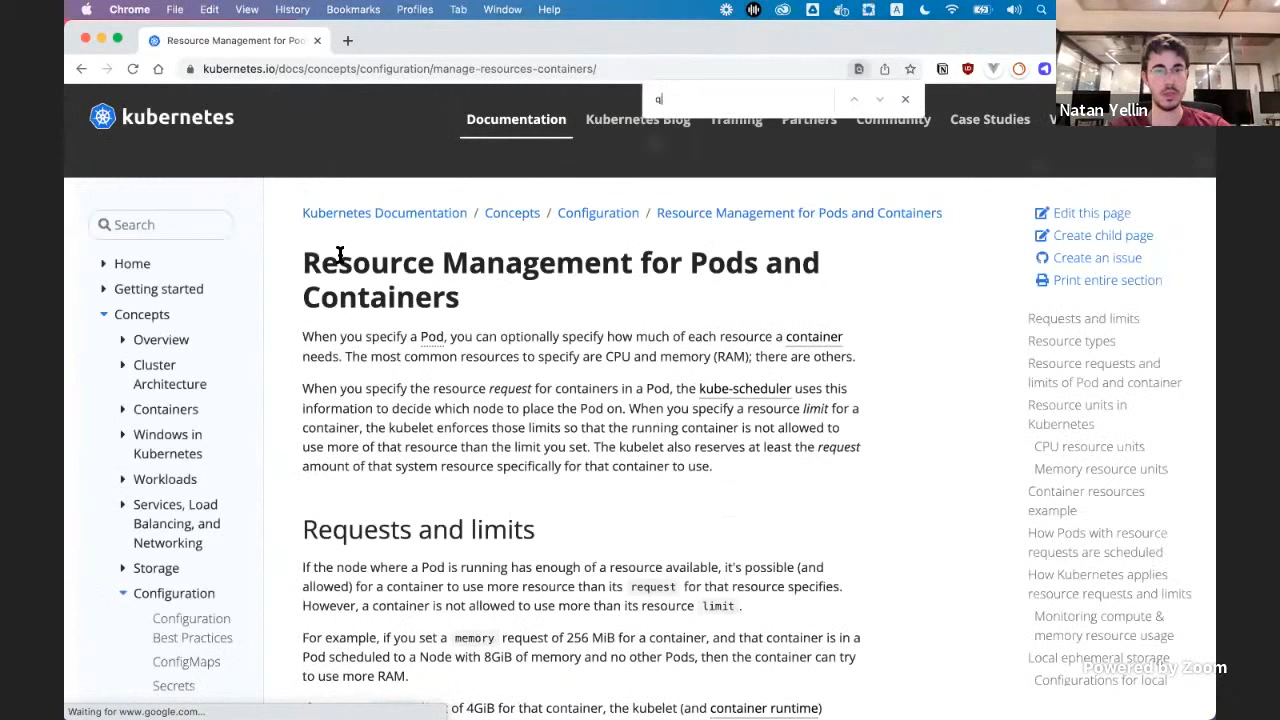 Chrome File Edit View History Bookmarks Profiles Tab Window Help
Resource Management for Poc
kubernetes.io/docs/concepts/configuration/manage-resources-containers/
q
Natan Yellin
kubernetes
Documentation Kubernetes Blog Training Partners Community Case Studies V
Search
Home
Getting started
Concepts
Overview
Cluster
Architecture
Containers
Windows in
Kubernetes
Workloads
Services, Load
Balancing, and
Networking
Storage
Configuration
Configuration
Best Practices
ConfigMaps
Secrets
Kubernetes Documentation / Concepts / Configuration / Resource Management for Pods and Containers
Resource Management for Pods and
Containers
When you specify a Pod, you can optionally specify how much of each resource a container
needs. The most common resources to specify are CPU and memory (RAM); there are others.
When you specify the resource request for containers in a Pod, the kube-scheduler uses this
information to decide which node to place the Pod on. When you specify a resource limit for a
container, the kubelet enforces those limits so that the running container is not allowed to
use more of that resource than the limit you set. The kubelet also reserves at least the request
amount of that system resource specifically for that container to use.
Requests and limits
If the node where a Pod is running has enough of a resource available, it's possible (and
allowed) for a container to use more resource than its request for that resource specifies.
However, a container is not allowed to use more than its resource limit.
For example, if you set a memory request of 256 MiB for a container, and that container is in a
Pod scheduled to a Node with 8GiB of memory and no other Pods, then the container can try
to use more RAM.
of 4GiB for that container, the kubelet (and container runtime)
Edit this page
Create child page
Create an issue
Print entire section
Requests and limits
Resource types
Resource requests and
limits of Pod and container
Resource units in
Kubernetes
CPU resource units
Memory resource units
Container resources
example
How Pods with resource
requests are scheduled
How Kubernetes applies
resource requests and limits
Monitoring compute &
memory resource usage
Local ephemeral storage
Configurations for local
Powered by Zoom
Waiting for www.google.com...